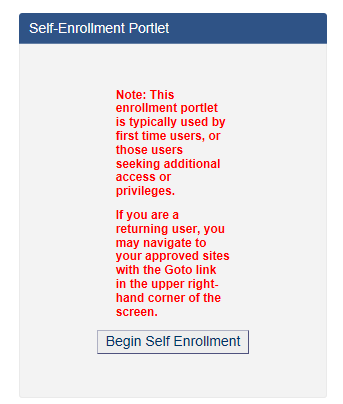 Self-Enrollment Portlet
Note: This
enrollment portlet
is typically used by
first time users, or
those users
seeking additional
access or
privileges.
If you are a
returning user, you
may navigate to
your approved sites
with the Goto link
in the upper right-
hand corner of the
screen.
Begin Self Enrollment